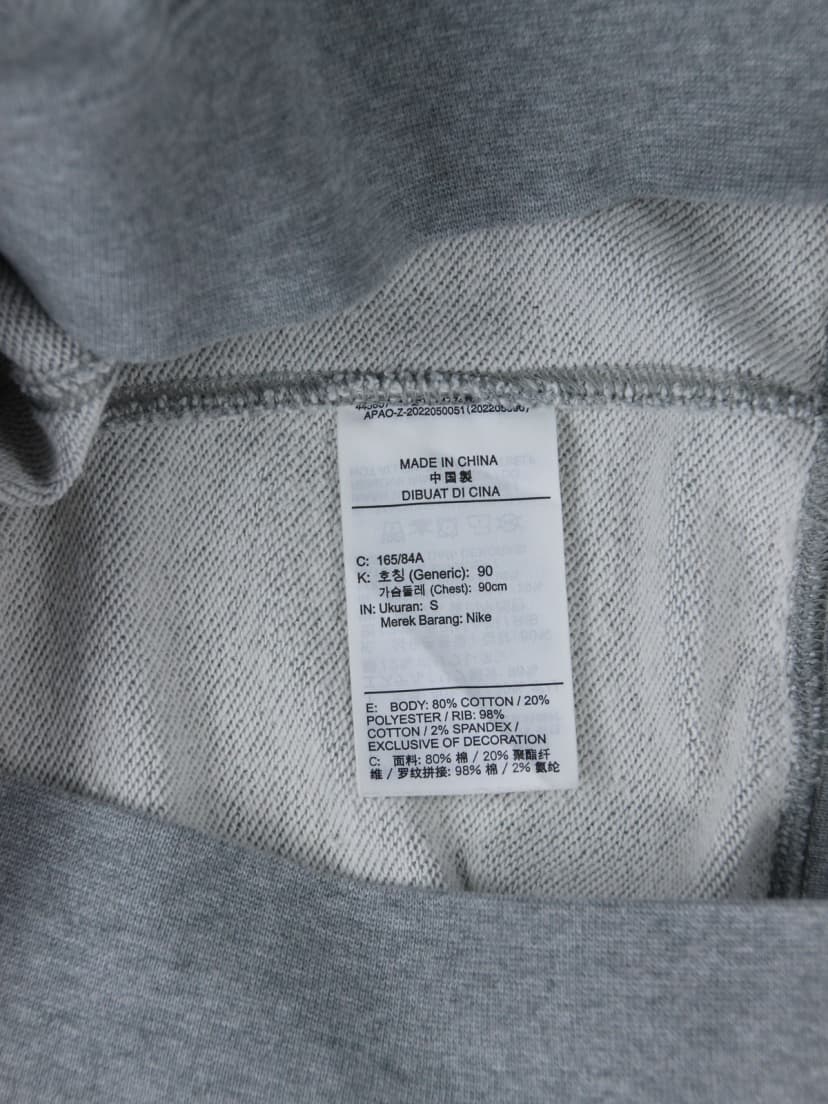 APAO-Z-2022050051(202205590)
MADE IN CHINA
中国製
DIBUAT DI CINA
C: 165/84A
K: 호칭 (Generic): 90
가슴둘레 (Chest): 90cm
IN: Ukuran: S
Merek Barang: Nike
E: BODY: 80% COTTON / 20%
POLYESTER / RIB: 98%
COTTON / 2% SPANDEX /
EXCLUSIVE OF DECORATION
C: 面料: 80% 棉 / 20% 聚酯纤
维 / 罗纹拼接: 98% 棉 / 2% 氨纶